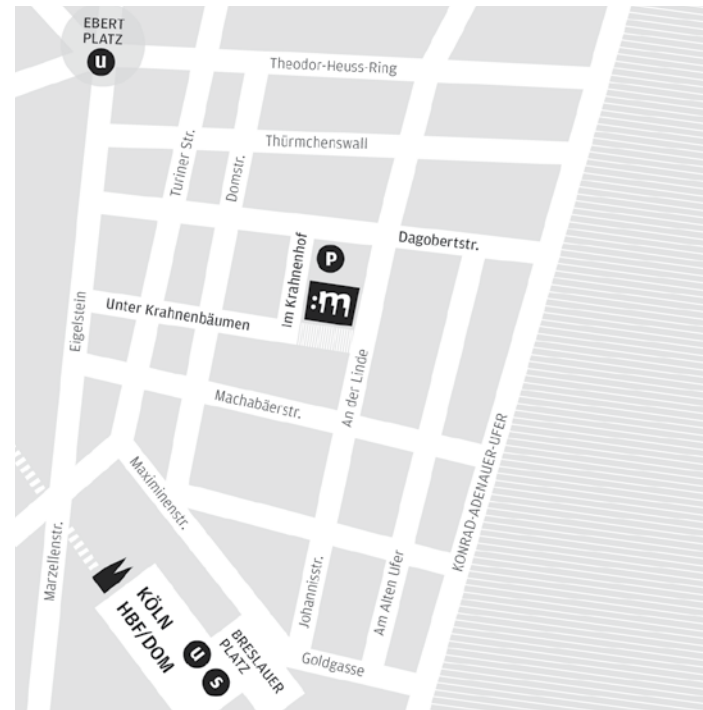 EBERT
PLATZ
U
Theodor-Heuss-Ring
Thürmchenswall
Turiner Str.
Domstr.
Dagobertstr.
Im Krahnenhof
P
:m
Unter Krahnenbäumen
Eigelstein
An der Linde
Machabäerstr.
KONRAD-ADENAUER-UFER
Maximinenstr.
Marzellenstr.
Johannisstr.
Am Alten Ufer
KÖLN
HBF/DOM
U
S
BRESLAUER
PLATZ
Goldgasse